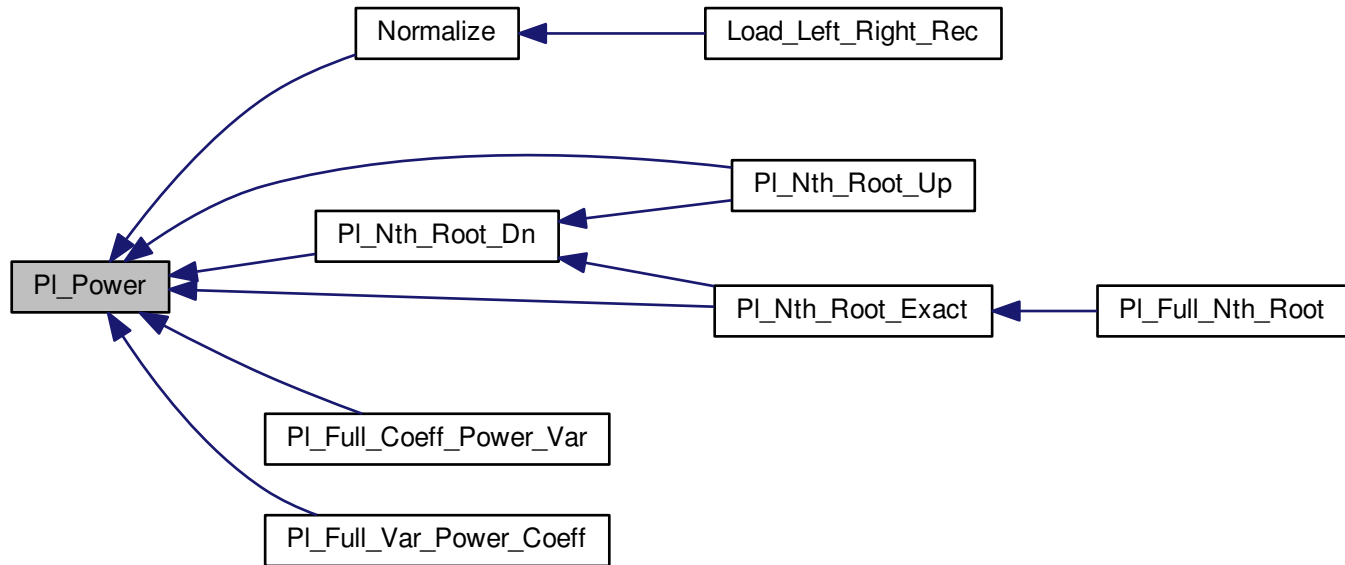 Normalize
Load_Left_Right_Rec
Pl_Nth_Root_Up
Pl_Nth_Root_Dn
Pl_Power
Pl_Nth_Root_Exact
Pl_Full_Nth_Root
Pl_Full_Coeff_Power_Var
Pl_Full_Var_Power_Coeff